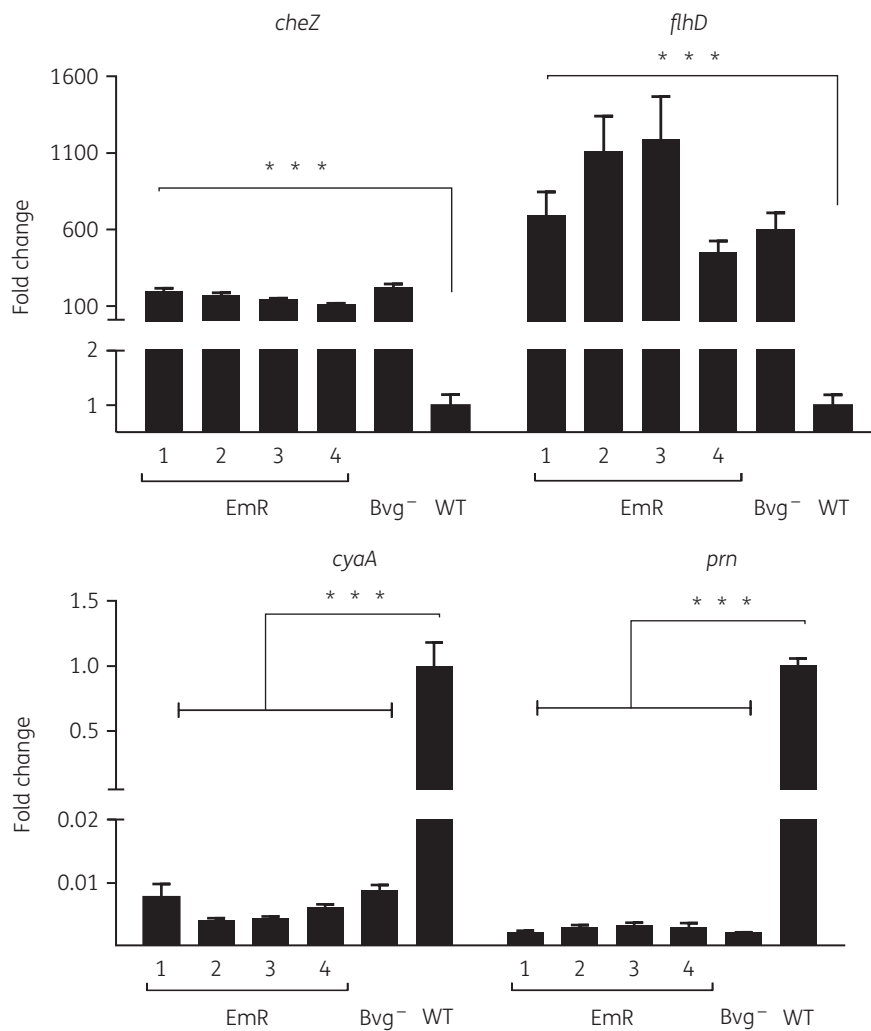 cheZ flhD
* * * * * *
1600
1100
600
100
2
1
Fold change
1 2 3 4 1 2 3 4
EmR Bvg⁻ WT EmR Bvg⁻ WT
cyaA prn
* * * * * *
1.5
1.0
0.5
0.02
0.01
Fold change
1 2 3 4 1 2 3 4
EmR Bvg⁻ WT EmR Bvg⁻ WT